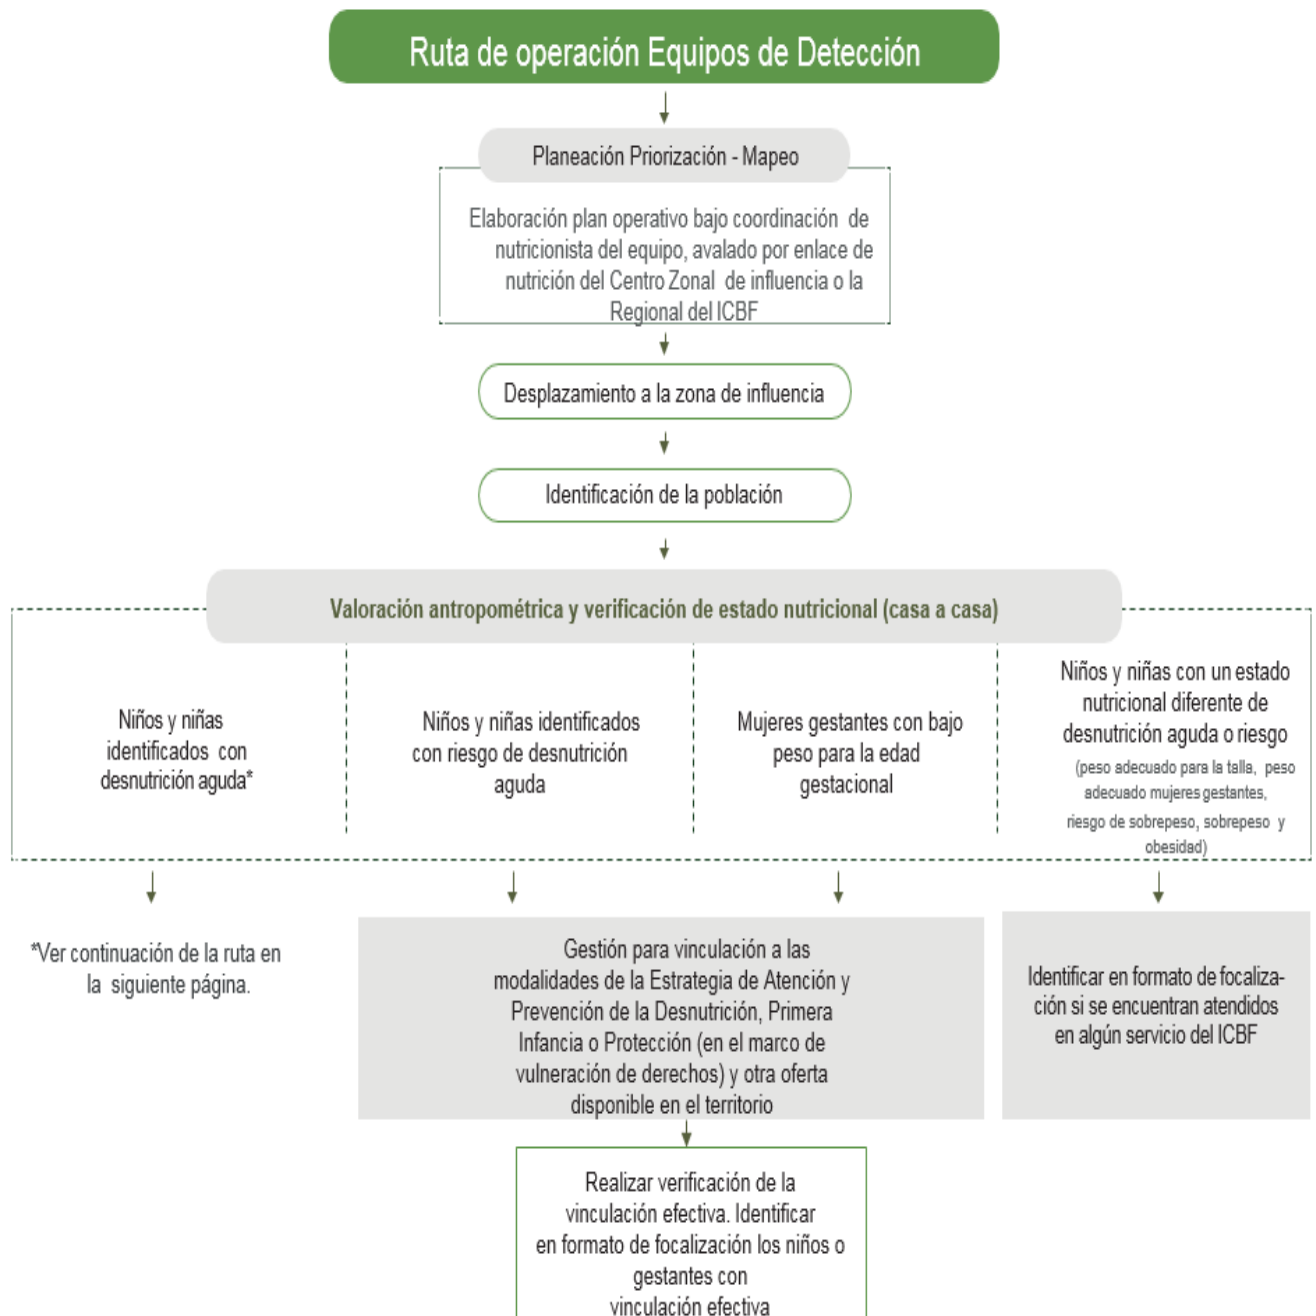 Ruta de operación Equipos de Detección
Planeación Priorización - Mapeo
Elaboración plan operativo bajo coordinación de
nutricionista del equipo, avalado por enlace de
nutrición del Centro Zonal de influencia o la
Regional del ICBF
Desplazamiento a la zona de influencia
Identificación de la población
Valoración antropométrica y verificación de estado nutricional (casa a casa)
Niños y niñas
identificados con
desnutrición aguda*
Niños y niñas identificados
con riesgo de desnutrición
aguda
Mujeres gestantes con bajo
peso para la edad
gestacional
Niños y niñas con un estado
nutricional diferente de
desnutrición aguda o riesgo
(peso adecuado para la talla, peso
adecuado mujeres gestantes,
riesgo de sobrepeso, sobrepeso y
obesidad)
*Ver continuación de la ruta en
la siguiente página.
Gestión para vinculación a las
modalidades de la Estrategia de Atención y
Prevención de la Desnutrición, Primera
Infancia o Protección (en el marco de
vulneración de derechos) y otra oferta
disponible en el territorio
Identificar en formato de focaliza-
ción si se encuentran atendidos
en algún servicio del ICBF
Realizar verificación de la
vinculación efectiva. Identificar
en formato de focalización los niños o
gestantes con
vinculación efectiva